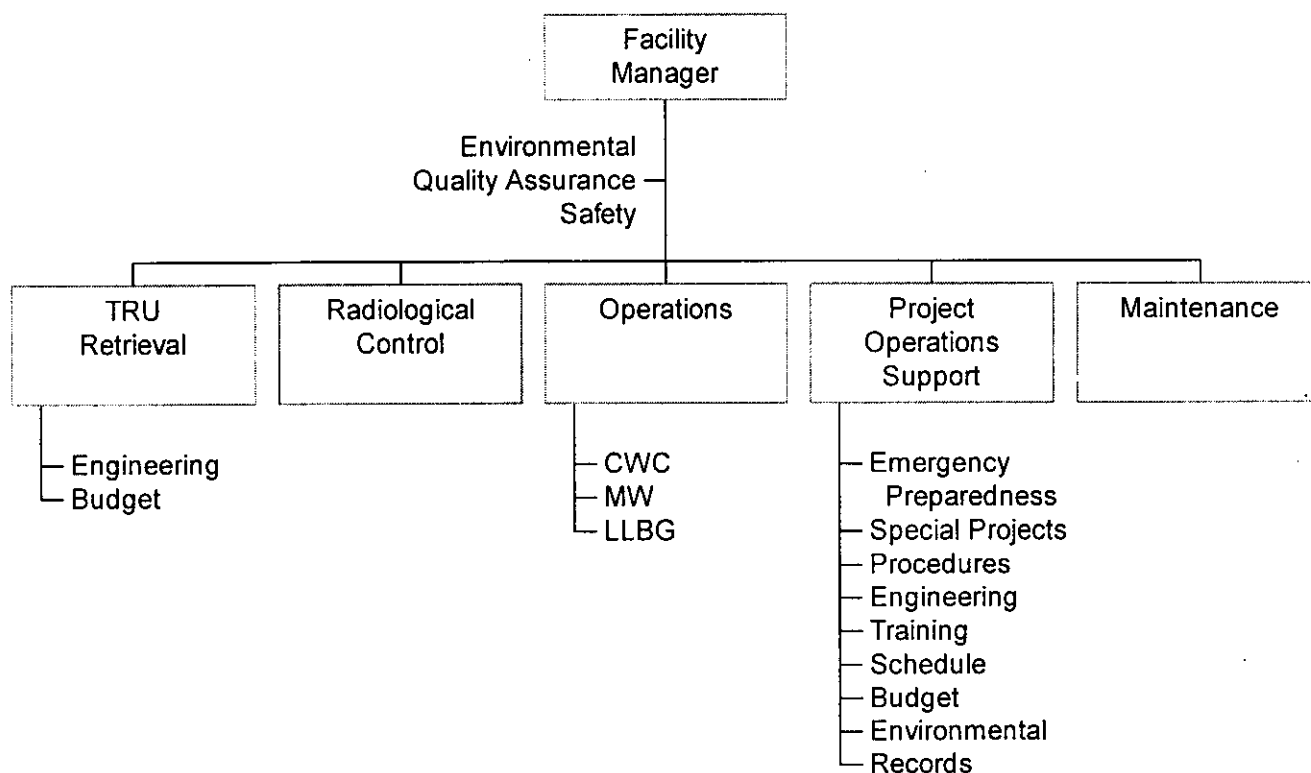 Facility
Manager
Environmental
Quality Assurance
Safety
TRU
Retrieval
Radiological
Control
Operations
Project
Operations
Support
Maintenance
Engineering
Budget
CWC
MW
LLBG
Emergency
Preparedness
Special Projects
Procedures
Engineering
Training
Schedule
Budget
Environmental
Records